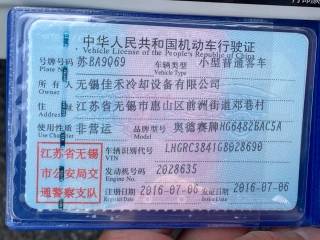 中华人民共和国机动车行驶证
Vehicle License of the People's Republic of China
号牌号码 苏BA9Q69 车辆类型 小型普通客车
Plate No. Vehicle Type
所有人 无锡佳禾冷却设备有限公司
Owner
住址 江苏省无锡市惠山区前洲街道邓巷村
Address
使用性质 非营运 品牌型号 奥德赛牌HG6482BAC5A
Use Character Model
江苏省无锡
市公安局交
通警察支队
车辆识别代号 LHGRC3841G8028690
VIN
发动机号码 2028635
Engine No.
注册日期 2016-07-06 发证日期 2016-07-06
Register Date Issue Date